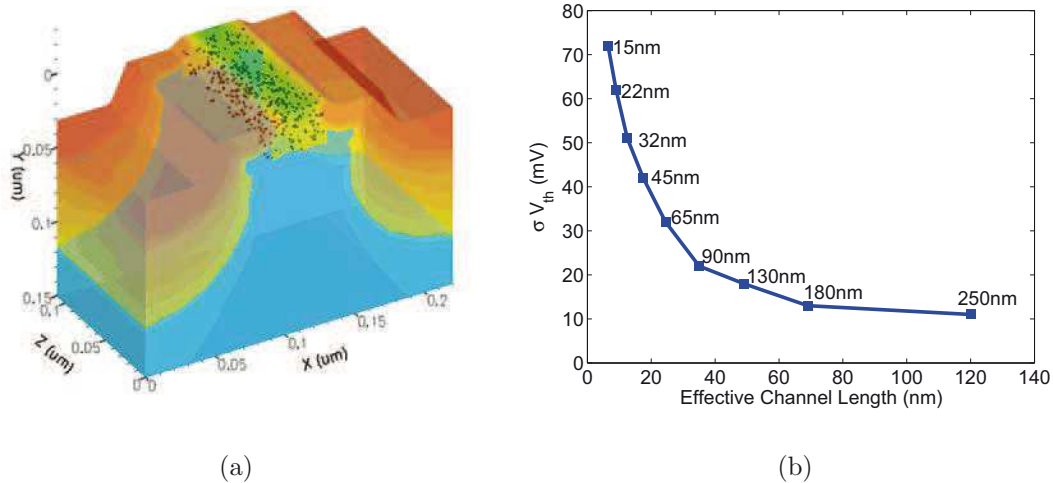 0
0.05
0.1
0.15
Y (um)
0.1
0.05
0 0
Z (um)
0.05
0.1
0.15
0.2
X (um)
80
70
60
50
40
30
20
10
0
σ V_th (mV)
15nm
22nm
32nm
45nm
65nm
90nm
130nm
180nm
250nm
0 20 40 60 80 100 120 140
Effective Channel Length (nm)
(a) (b)